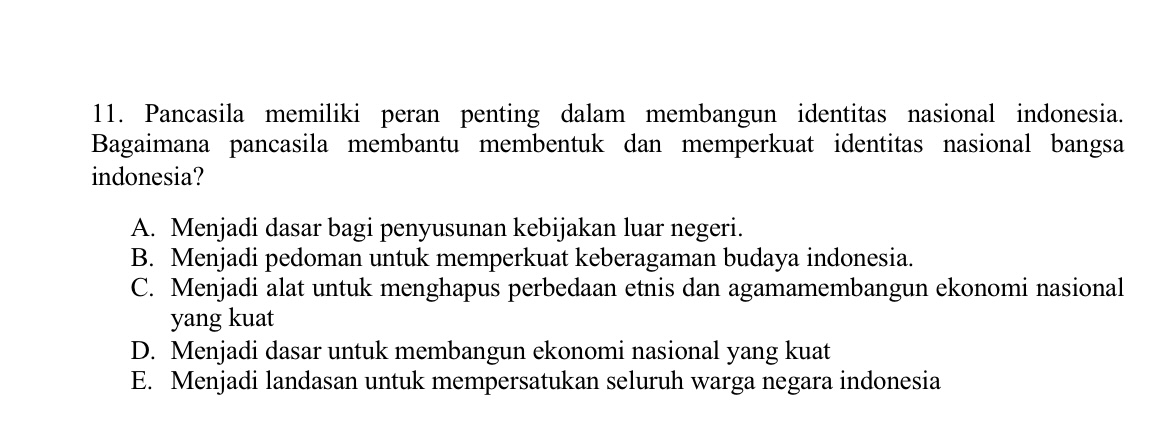 11. Pancasila memiliki peran penting dalam membangun identitas nasional indonesia.
Bagaimana pancasila membantu membentuk dan memperkuat identitas nasional bangsa
indonesia?
A. Menjadi dasar bagi penyusunan kebijakan luar negeri.
B. Menjadi pedoman untuk memperkuat keberagaman budaya indonesia.
C. Menjadi alat untuk menghapus perbedaan etnis dan agamamembangun ekonomi nasional
yang kuat
D. Menjadi dasar untuk membangun ekonomi nasional yang kuat
E. Menjadi landasan untuk mempersatukan seluruh warga negara indonesia